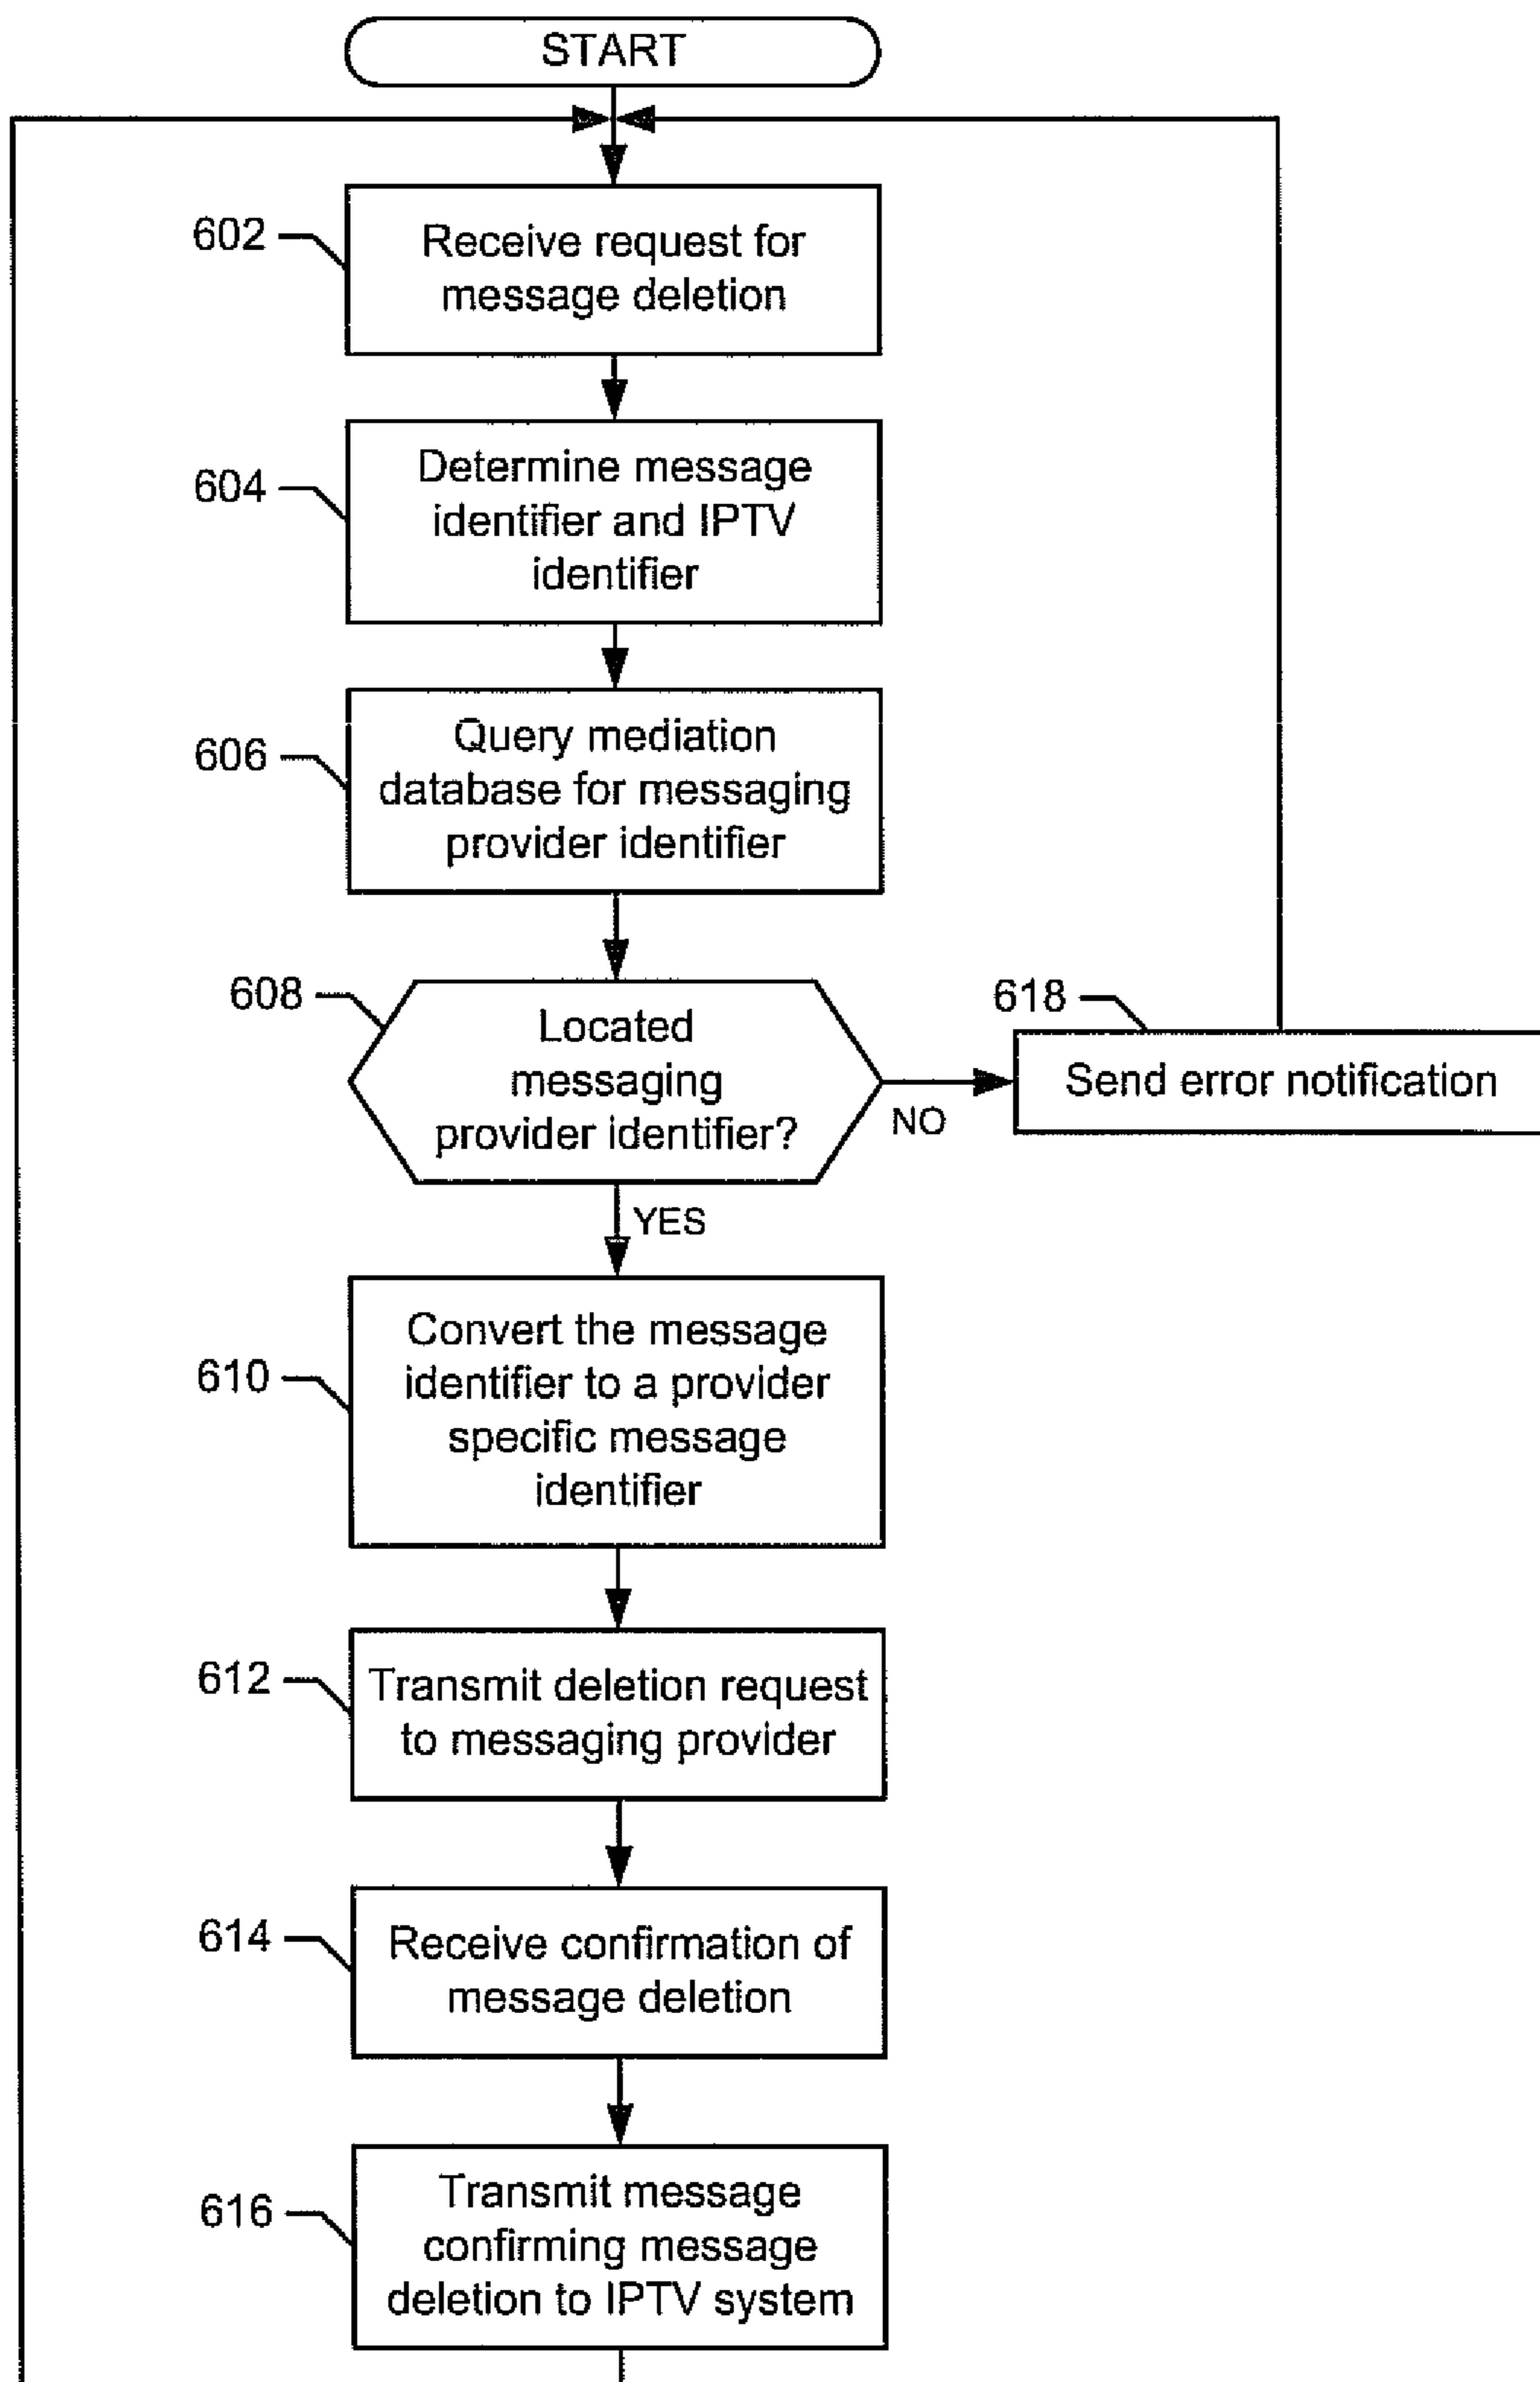 START
602
Receive request for
message deletion
604
Determine message
identifier and IPTV
identifier
606
Query mediation
database for messaging
provider identifier
608
Located
messaging
provider identifier?
NO
618
Send error notification
YES
610
Convert the message
identifier to a provider
specific message
identifier
612
Transmit deletion request
to messaging provider
614
Receive confirmation of
message deletion
616
Transmit message
confirming message
deletion to IPTV system